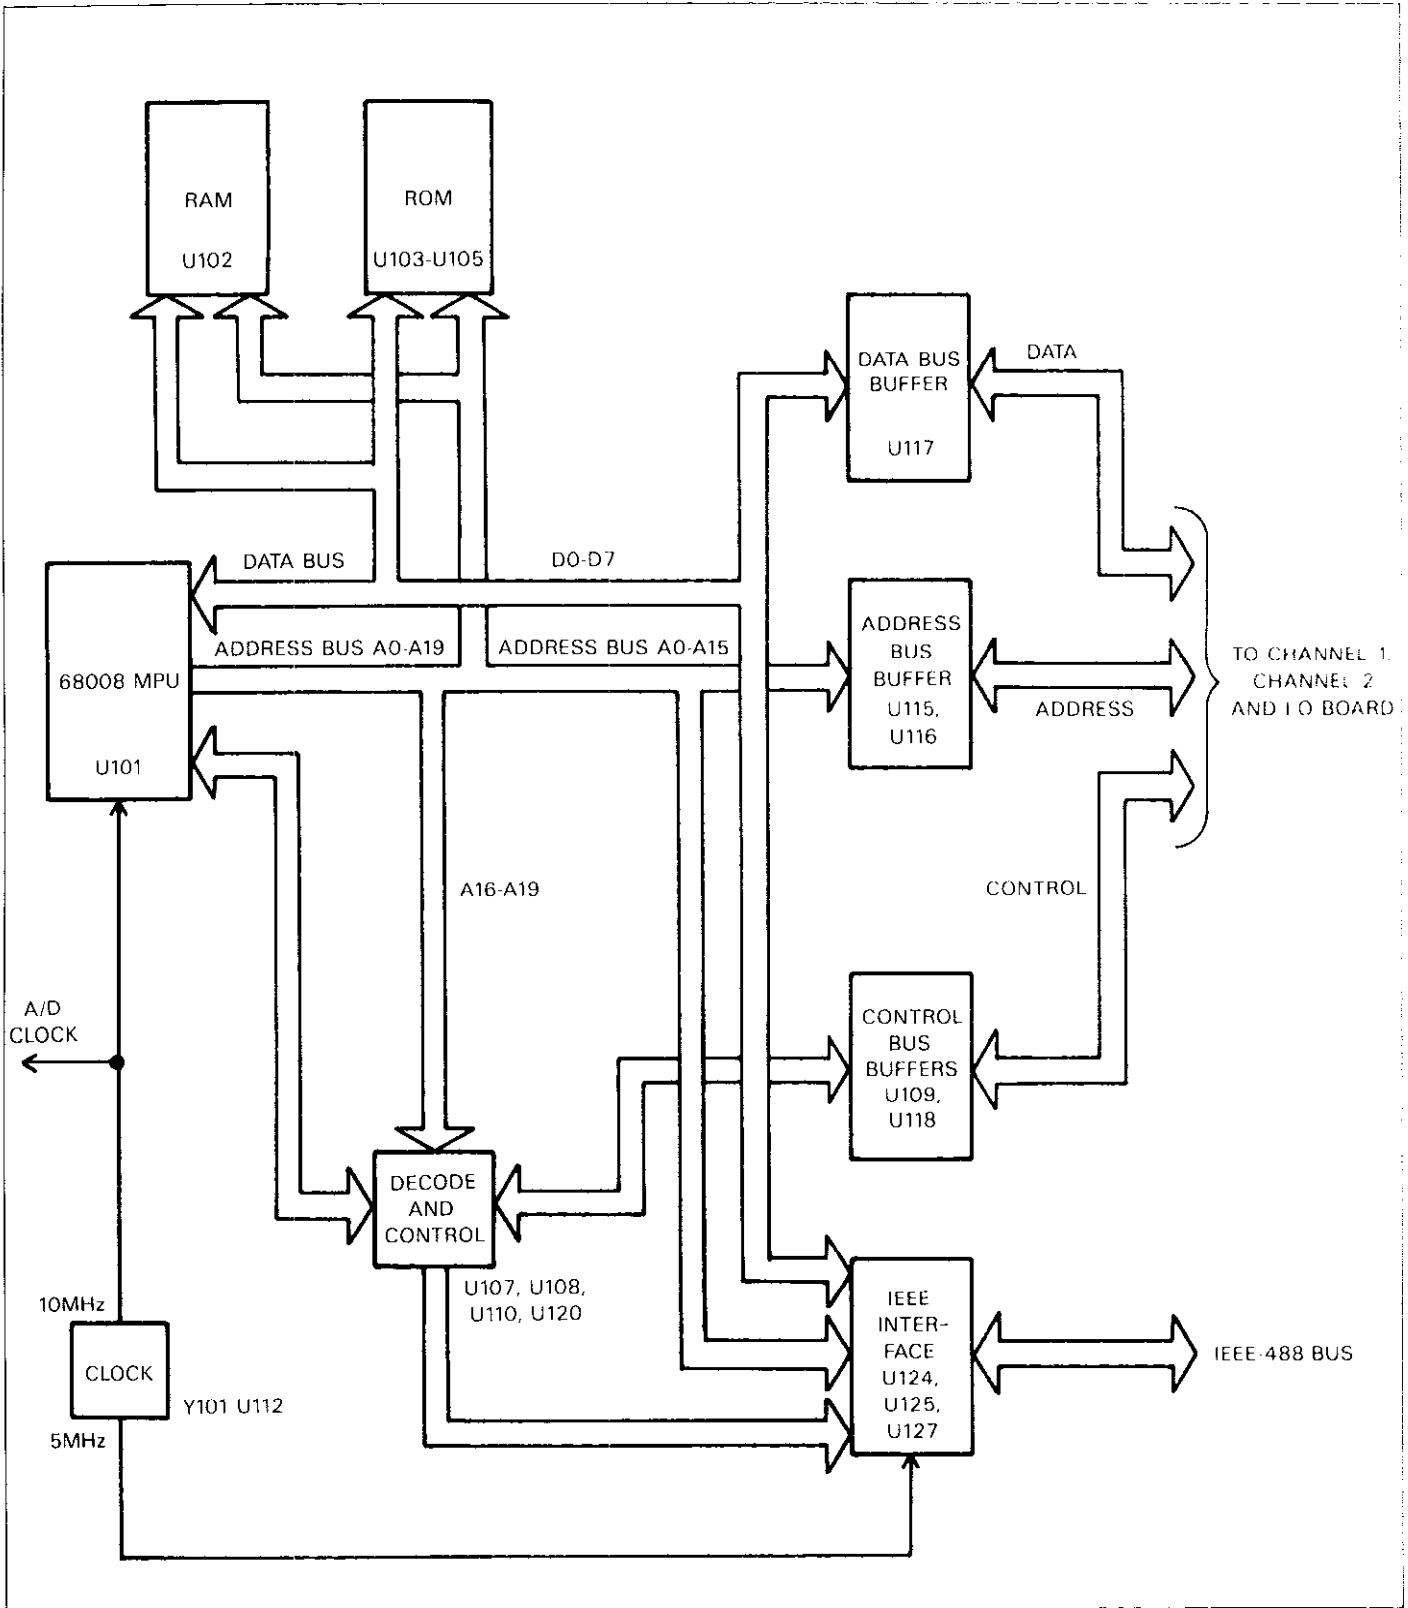 RAM
U102
ROM
U103-U105
DATA BUS
BUFFER
U117
DATA
DATA BUS
D0-D7
ADDRESS BUS A0-A19
ADDRESS BUS A0-A15
68008 MPU
U101
ADDRESS
BUS
BUFFER
U115,
U116
ADDRESS
TO CHANNEL 1,
CHANNEL 2
AND I O BOARD
A16-A19
CONTROL
A/D
CLOCK
CONTROL
BUS
BUFFERS
U109,
U118
DECODE
AND
CONTROL
U107, U108,
U110, U120
10MHz
CLOCK
Y101 U112
5MHz
IEEE
INTER-
FACE
U124,
U125,
U127
IEEE-488 BUS